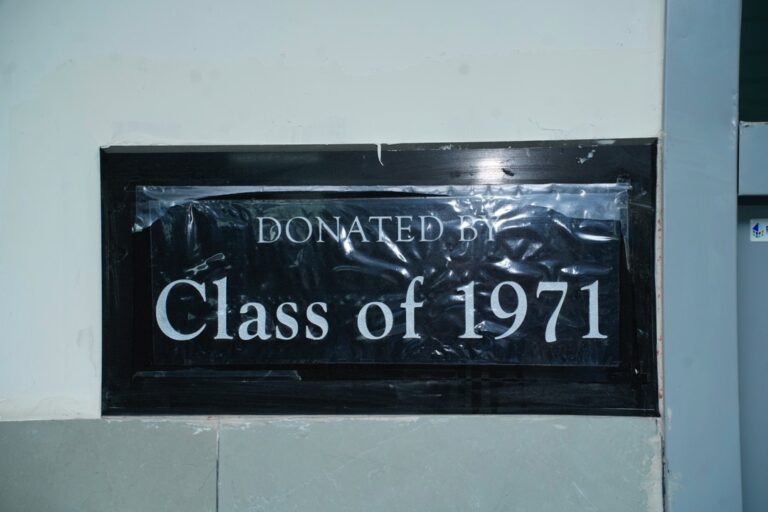 DONATED BY
Class of 1971